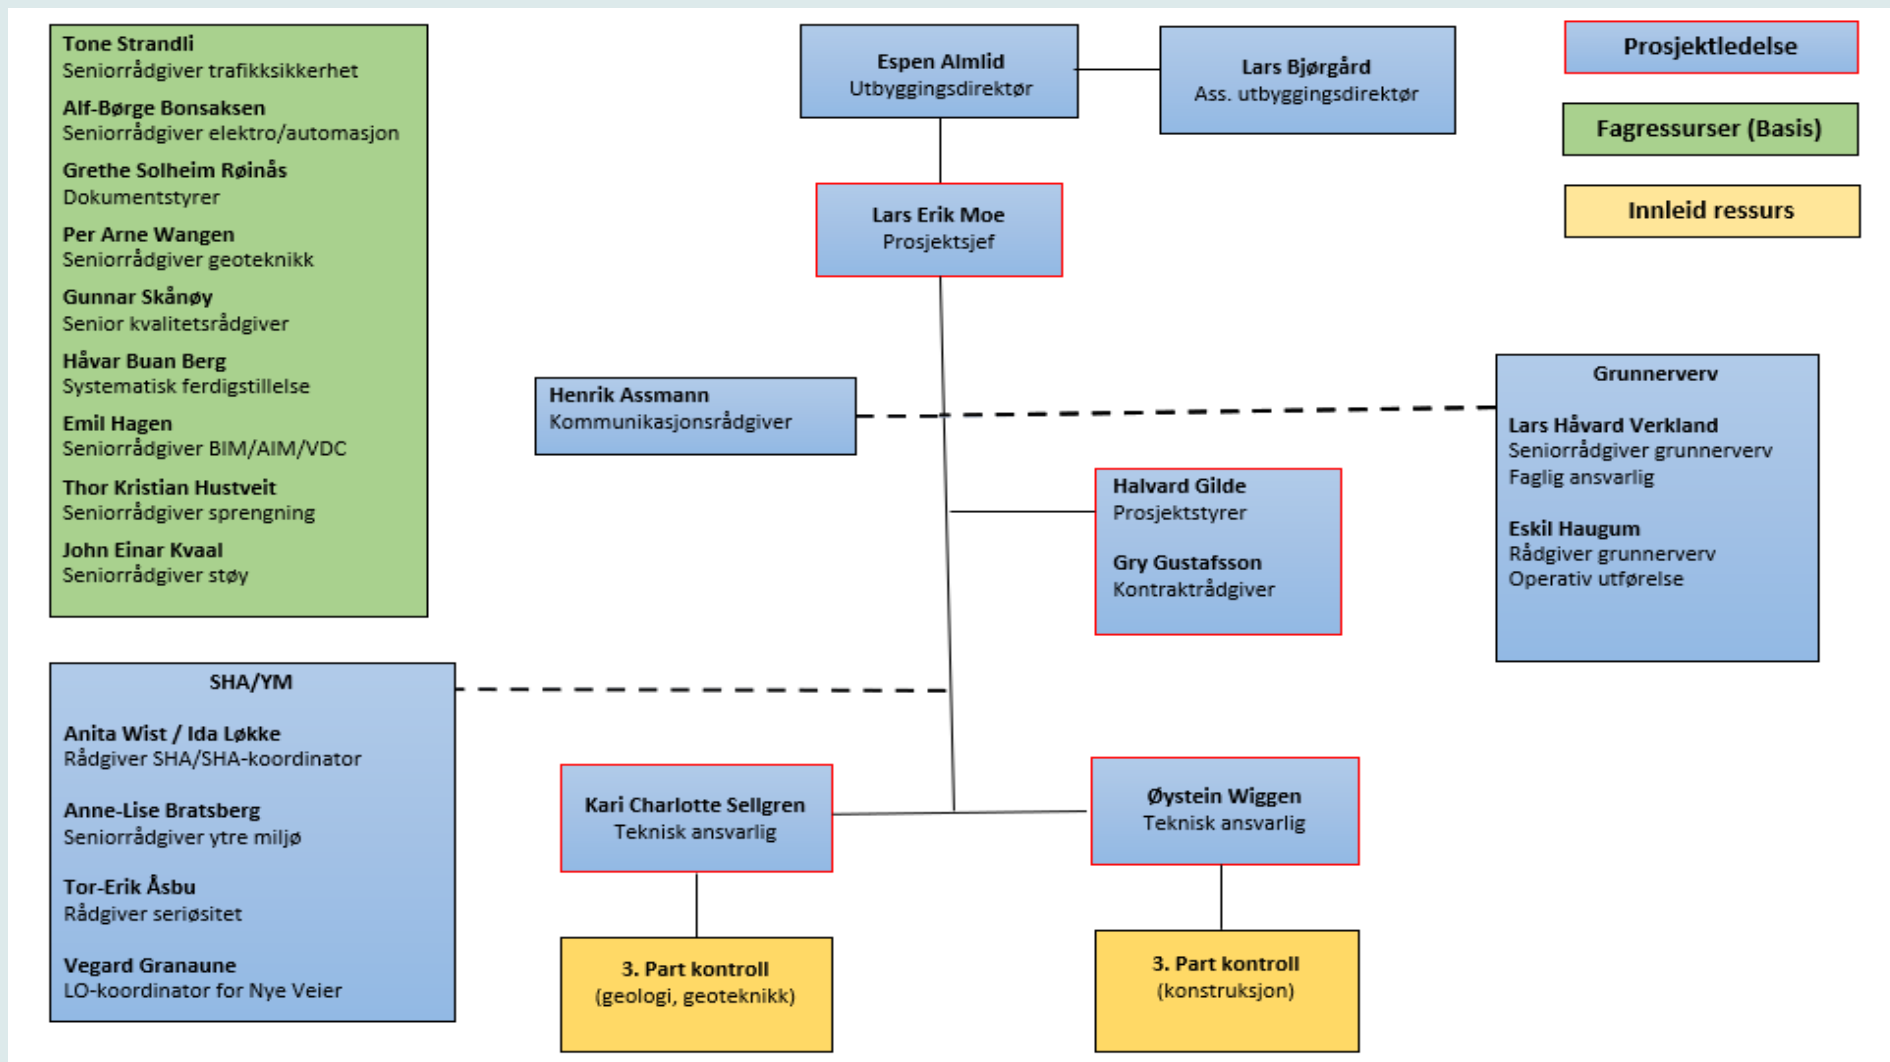 Tone Strandli
Seniorrådgiver trafikksikkerhet
Alf-Børge Bonsaksen
Seniorrådgiver elektro/automasjon
Grethe Solheim Røinås
Dokumentstyrer
Per Arne Wangen
Seniorrådgiver geoteknikk
Gunnar Skånøy
Senior kvalitetsrådgiver
Håvar Buan Berg
Systematisk ferdigstillelse
Emil Hagen
Seniorrådgiver BIM/AIM/VDC
Thor Kristian Hustveit
Seniorrådgiver sprengning
John Einar Kvaal
Seniorrådgiver støy
Espen Almlid
Utbyggingsdirektør
Lars Bjørgård
Ass. utbyggingsdirektør
Prosjektledelse
Fagressurser (Basis)
Innleid ressurs
Lars Erik Moe
Prosjektsjef
Henrik Assmann
Kommunikasjonsrådgiver
Grunnerverv
Lars Håvard Verkland
Seniorrådgiver grunnerverv
Faglig ansvarlig
Eskil Haugum
Rådgiver grunnerverv
Operativ utførelse
Halvard Gilde
Prosjektstyrer
Gry Gustafsson
Kontraktrådgiver
SHA/YM
Anita Wist / Ida Løkke
Rådgiver SHA/SHA-koordinator
Anne-Lise Bratsberg
Seniorrådgiver ytre miljø
Tor-Erik Åsbu
Rådgiver seriøsitet
Vegard Granaune
LO-koordinator for Nye Veier
Kari Charlotte Sellgren
Teknisk ansvarlig
Øystein Wiggen
Teknisk ansvarlig
3. Part kontroll
(geologi, geoteknikk)
3. Part kontroll
(konstruksjon)